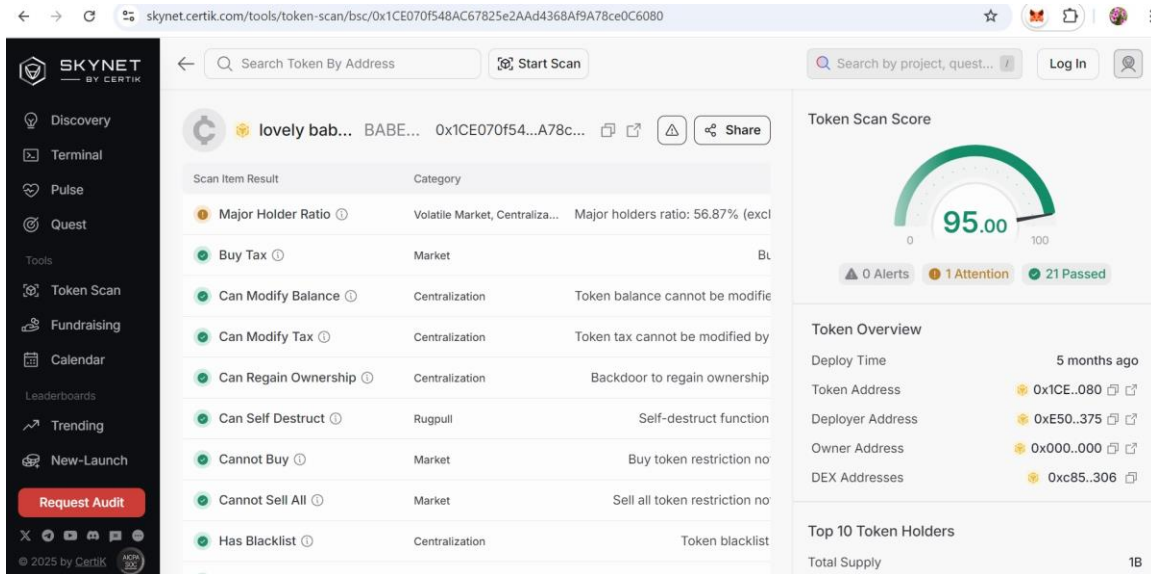 skynet.certik.com/tools/token-scan/bsc/0x1CE070f548AC67825e2AAd4368Af9A78ce0C6080
SKYNET
BY CERTIK
Discovery
Terminal
Pulse
Quest
Tools
Token Scan
Fundraising
Calendar
Leaderboards
Trending
New-Launch
Request Audit
© 2025 by CertiK
AICPA
SOC
Search Token By Address
Start Scan
Search by project, quest... /
Log In
lovely bab... BABE... 0x1CE070f54...A78c...
Share
Scan Item Result Category
Major Holder Ratio Volatile Market, Centraliza... Major holders ratio: 56.87% (excl
Buy Tax Market Bu
Can Modify Balance Centralization Token balance cannot be modifie
Can Modify Tax Centralization Token tax cannot be modified by
Can Regain Ownership Centralization Backdoor to regain ownership
Can Self Destruct Rugpull Self-destruct function
Cannot Buy Market Buy token restriction no
Cannot Sell All Market Sell all token restriction no
Has Blacklist Centralization Token blacklist
Token Scan Score
95.00
0 100
0 Alerts 1 Attention 21 Passed
Token Overview
Deploy Time 5 months ago
Token Address 0x1CE..080
Deployer Address 0xE50..375
Owner Address 0x000..000
DEX Addresses 0xc85..306
Top 10 Token Holders
Total Supply 1B